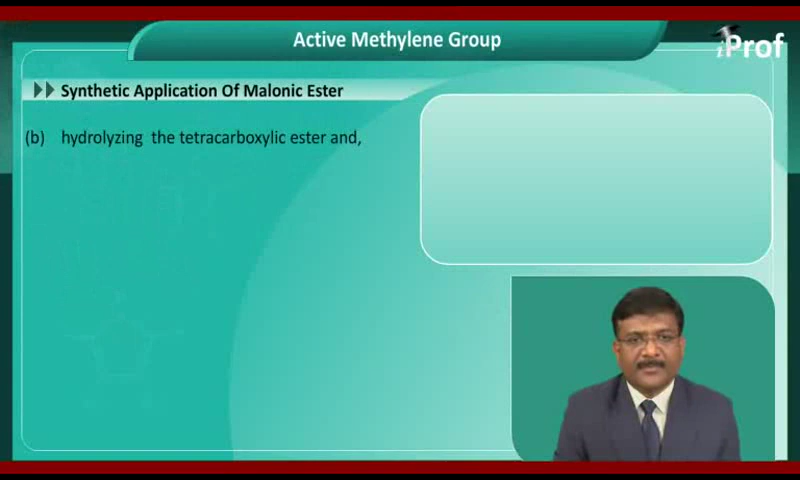 Active Methylene Group
iProf
Synthetic Application Of Malonic Ester
(b) hydrolyzing the tetracarboxylic ester and,